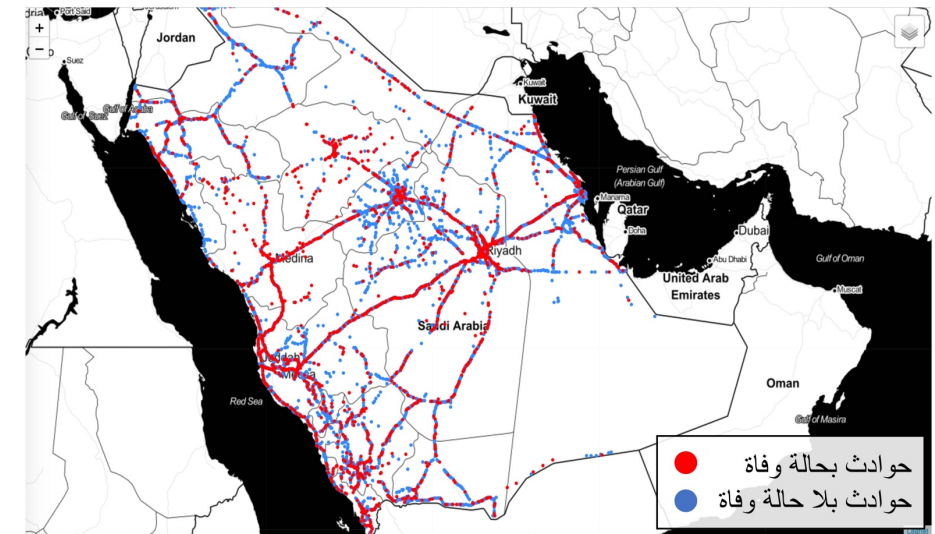 Port Said
+
−
Suez
Jordan
Gulf of Suez
Gulf of Aqaba
Kuwait
Kuwait
Persian Gulf
(Arabian Gulf)
Manama
Qatar
Doha
Dubai
Medina
Riyadh
Abu Dhabi
Gulf of Oman
United Arab
Emirates
Muscat
Saudi Arabia
Jeddah
Mecca
Oman
Red Sea
Gulf of Masira
حوادث بحالة وفاة
حوادث بلا حالة وفاة